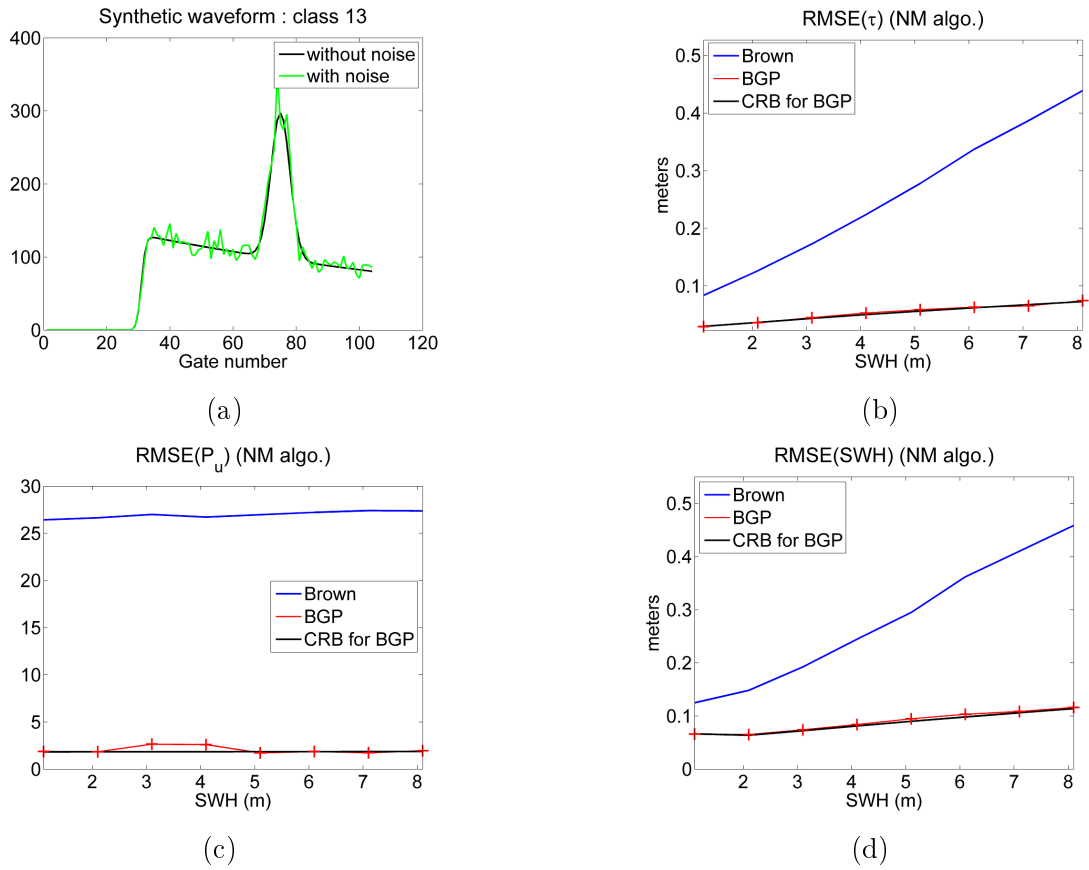 Synthetic waveform : class 13
400
300
200
100
0
0 20 40 60 80 100 120
Gate number
without noise
with noise
(a)
RMSE(τ) (NM algo.)
0.5
0.4
0.3
0.2
0.1
meters
2 3 4 5 6 7 8
SWH (m)
Brown
BGP
CRB for BGP
(b)
RMSE(Pu) (NM algo.)
30
25
20
15
10
5
0
2 3 4 5 6 7 8
SWH (m)
Brown
BGP
CRB for BGP
(c)
RMSE(SWH) (NM algo.)
0.5
0.4
0.3
0.2
0.1
0
meters
2 3 4 5 6 7 8
SWH (m)
Brown
BGP
CRB for BGP
(d)